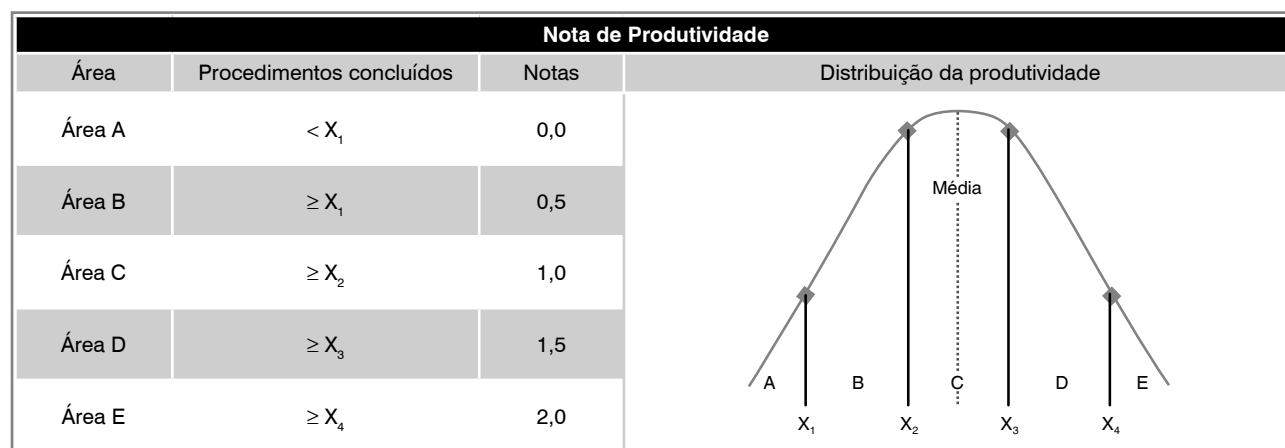 Nota de Produtividade
Área Procedimentos concluídos Notas Distribuição da produtividade
Área A < X₁ 0,0
Área B ≥ X₁ 0,5
Área C ≥ X₂ 1,0
Área D ≥ X₃ 1,5
Área E ≥ X₄ 2,0
Média
A B C D E
X₁ X₂ X₃ X₄